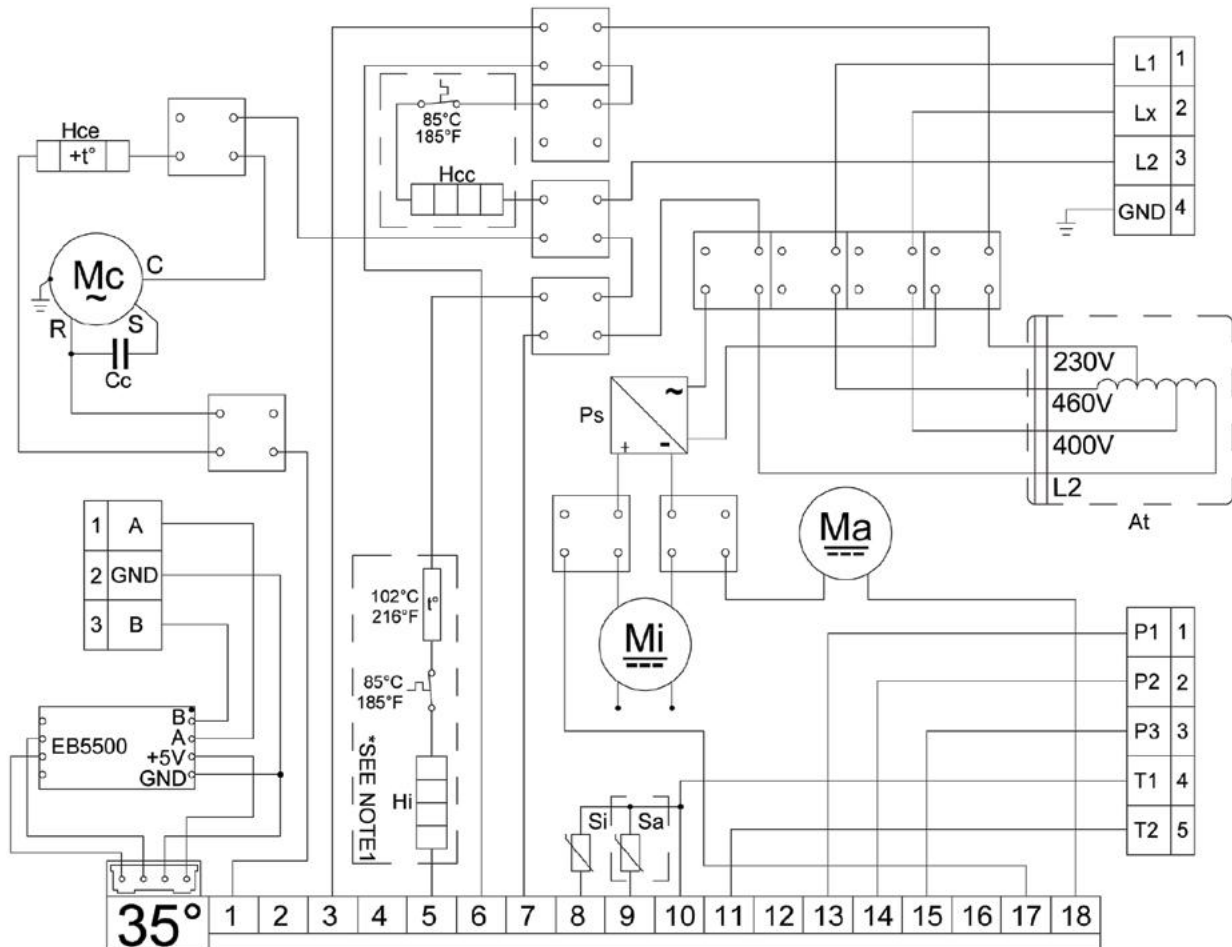 L1 1
Lx 2
L2 3
GND 4
85°C
185°F
Hce
+t°
Hcc
Mc
~
C
R
S
Cc
230V
460V
400V
L2
At
Ps
~
+ -
Ma
Mi
1 A
2 GND
3 B
102°C
216°F
t°
85°C
185°F
*SEE NOTE1
Hi
EB5500
B
A
+5V
GND
P1 1
P2 2
P3 3
T1 4
T2 5
Si
Sa
35° 1 2 3 4 5 6 7 8 9 10 11 12 13 14 15 16 17 18